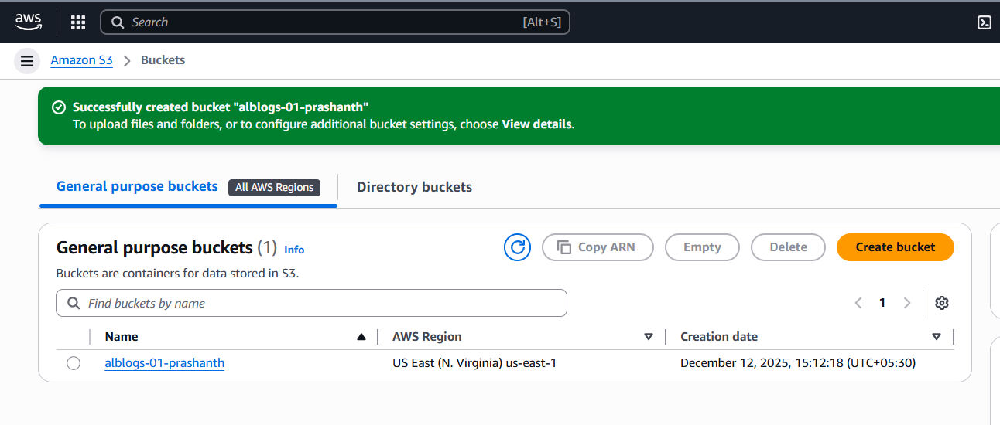 aws Search [Alt+S]
Amazon S3 Buckets
Successfully created bucket "alblogs-01-prashanth"
To upload files and folders, or to configure additional bucket settings, choose View details.
General purpose buckets All AWS Regions Directory buckets
General purpose buckets (1) Info Copy ARN Empty Delete Create bucket
Buckets are containers for data stored in S3.
Find buckets by name 1
Name AWS Region Creation date
alblogs-01-prashanth US East (N. Virginia) us-east-1 December 12, 2025, 15:12:18 (UTC+05:30)